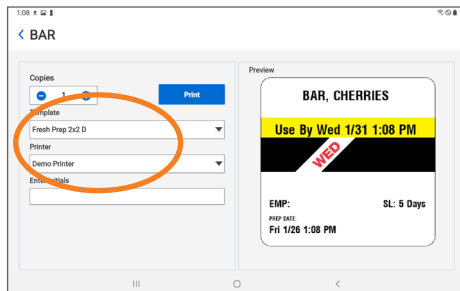 1:08
BAR
Copies
1
Print
Template
Fresh Prep 2x2 D
Printer
Demo Printer
Enter Initials
Preview
BAR, CHERRIES
Use By Wed 1/31 1:08 PM
WED
EMP: SL: 5 Days
PREP DATE:
Fri 1/26 1:08 PM